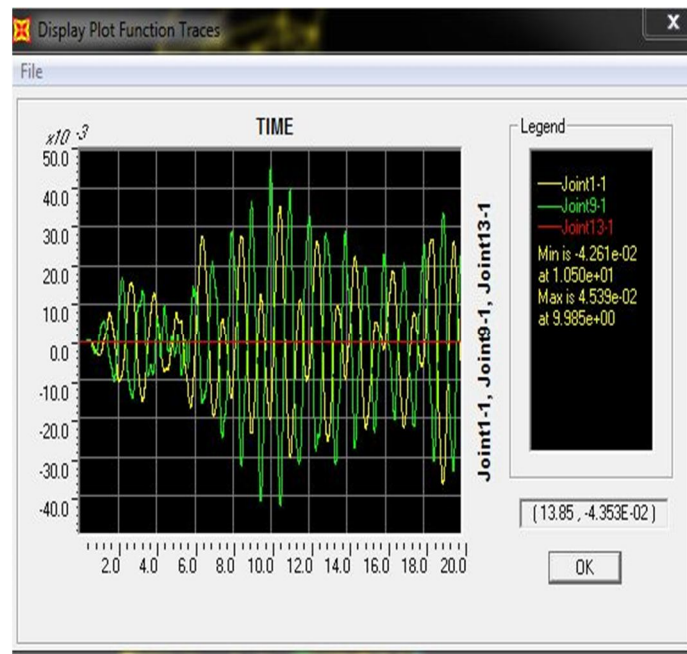 Display Plot Function Traces
x
File
TIME
x10 -3
50.0
40.0
30.0
20.0
10.0
0.0
-10.0
-20.0
-30.0
-40.0
2.0 4.0 6.0 8.0 10.0 12.0 14.0 16.0 18.0 20.0
Joint1-1, Joint9-1, Joint13-1
Legend
Joint1-1
Joint9-1
Joint13-1
Min is -4.261e-02
at 1.050e+01
Max is 4.539e-02
at 9.985e+00
( 13.85 , -4.353E-02 )
OK